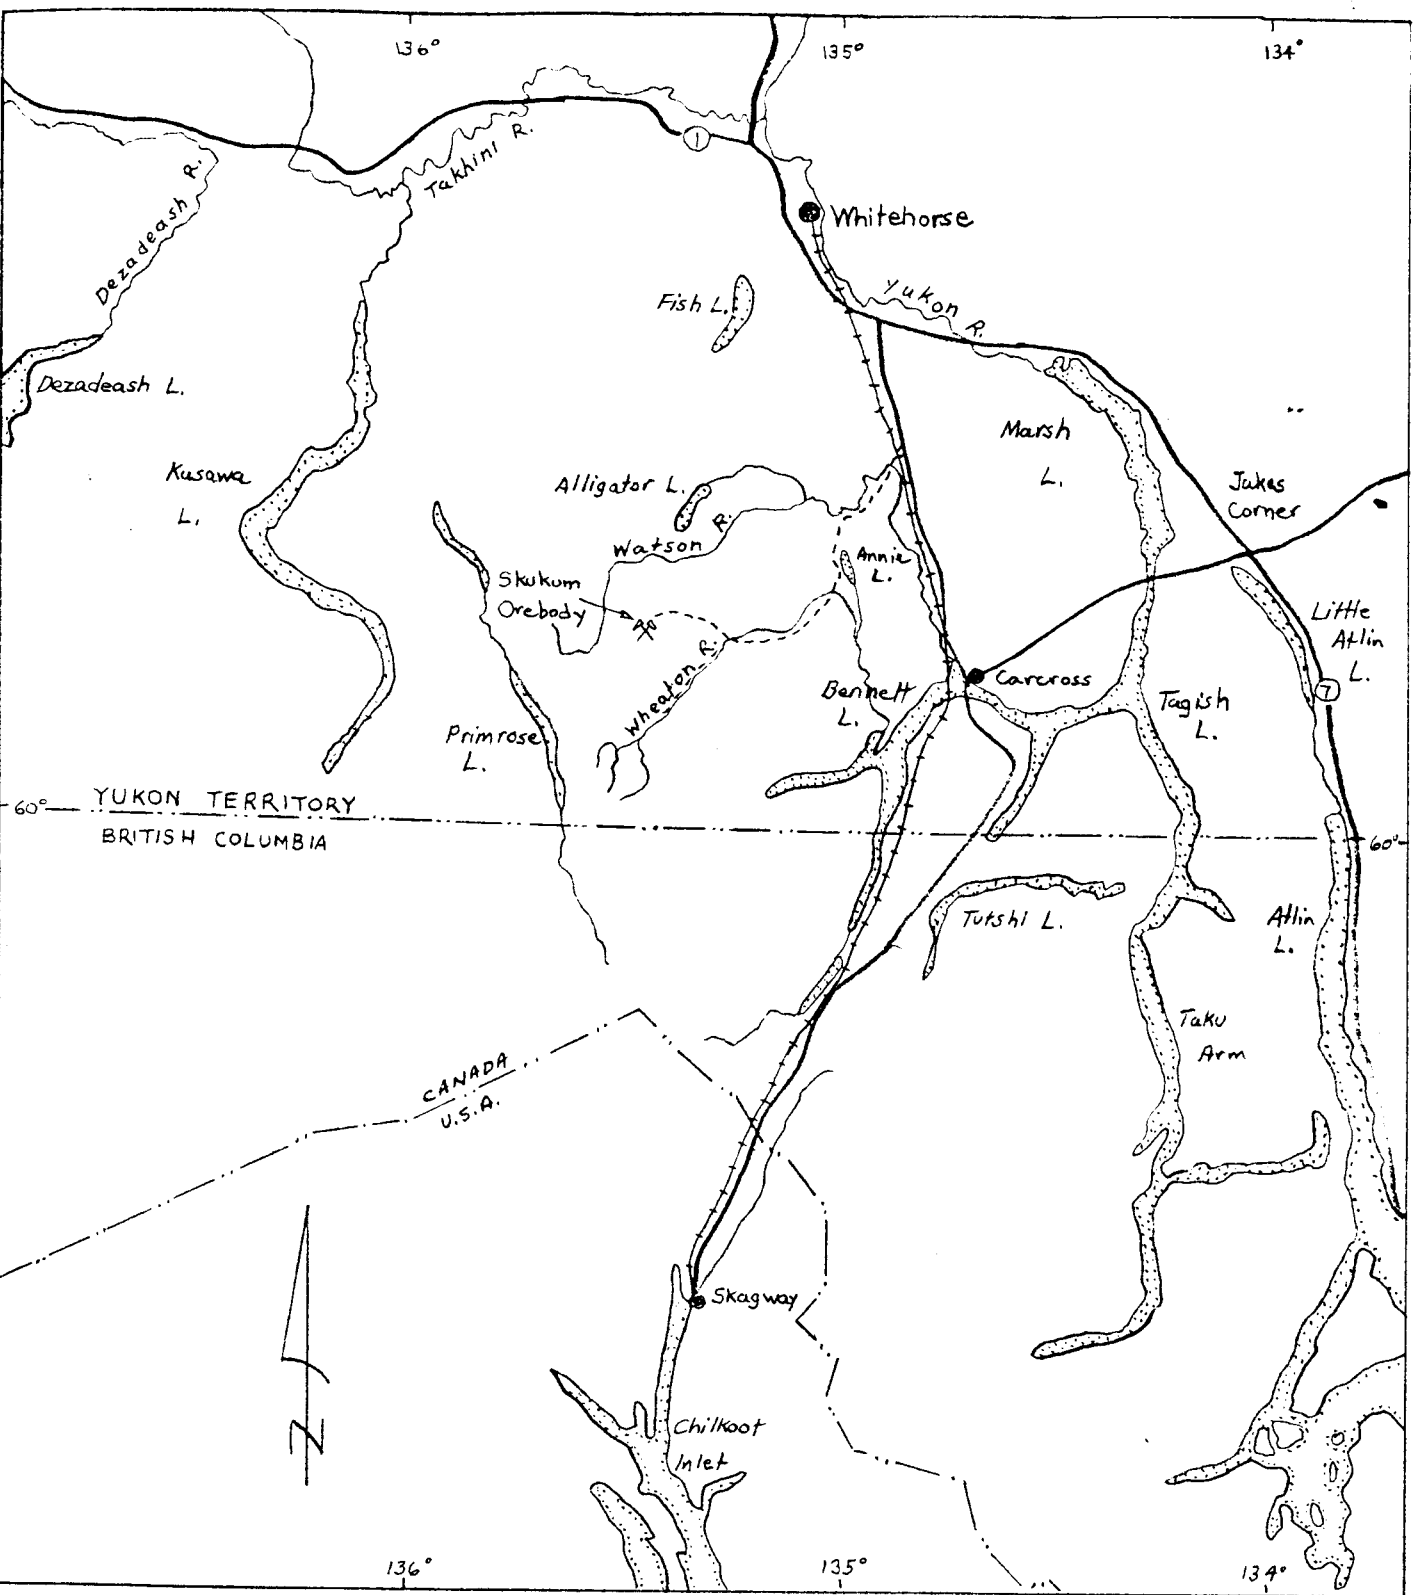 136°
135°
134°
1
Takhini R.
Dezadeash R.
Whitehorse
Yukon R.
Fish L.
Dezadeash L.
Marsh
L.
Kusawa
L.
Alligator L.
Jakes
Corner
Watson R.
Annie
L.
Skukum
Orebody
Little
Atlin
L.
Wheaton R.
Bennett
L.
Carcross
7
Tagish
L.
Primrose
L.
60°
YUKON TERRITORY
BRITISH COLUMBIA
60°
Tutshi L.
Atlin
L.
Taku
Arm
CANADA
U.S.A.
Skagway
N
Chilkoot
Inlet
136°
135°
134°